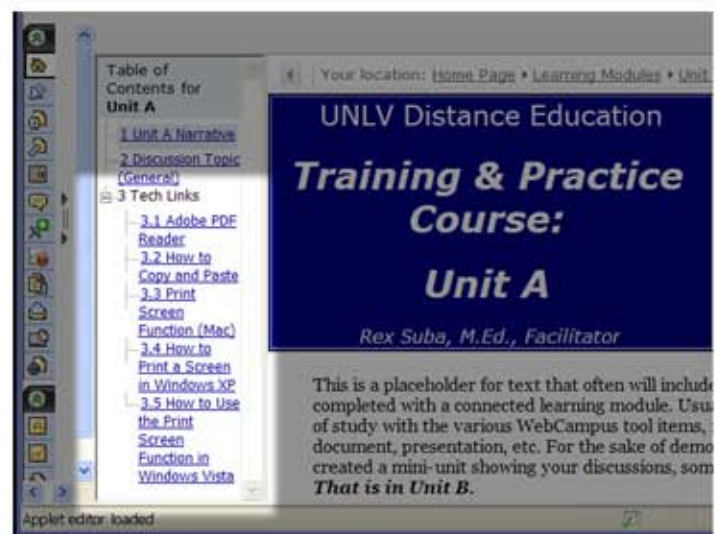 Table of
Contents for
Unit A
1 Unit A Narrative
2 Discussion Topic
(General)
3 Tech Links
3.1 Adobe PDF
Reader
3.2 How to
Copy and Paste
3.3 Print
Screen
Function (Mac)
3.4 How to
Print a Screen
in Windows XP
3.5 How to Use
the Print
Screen
Function in
Windows Vista
Your location: Home Page • Learning Modules • Unit
UNLV Distance Education
Training & Practice
Course:
Unit A
Rex Suba, M.Ed., Facilitator
This is a placeholder for text that often will include
completed with a connected learning module. Usua
of study with the various WebCampus tool items,
document, presentation, etc. For the sake of demo
created a mini-unit showing your discussions, som
That is in Unit B.
Applet editor loaded